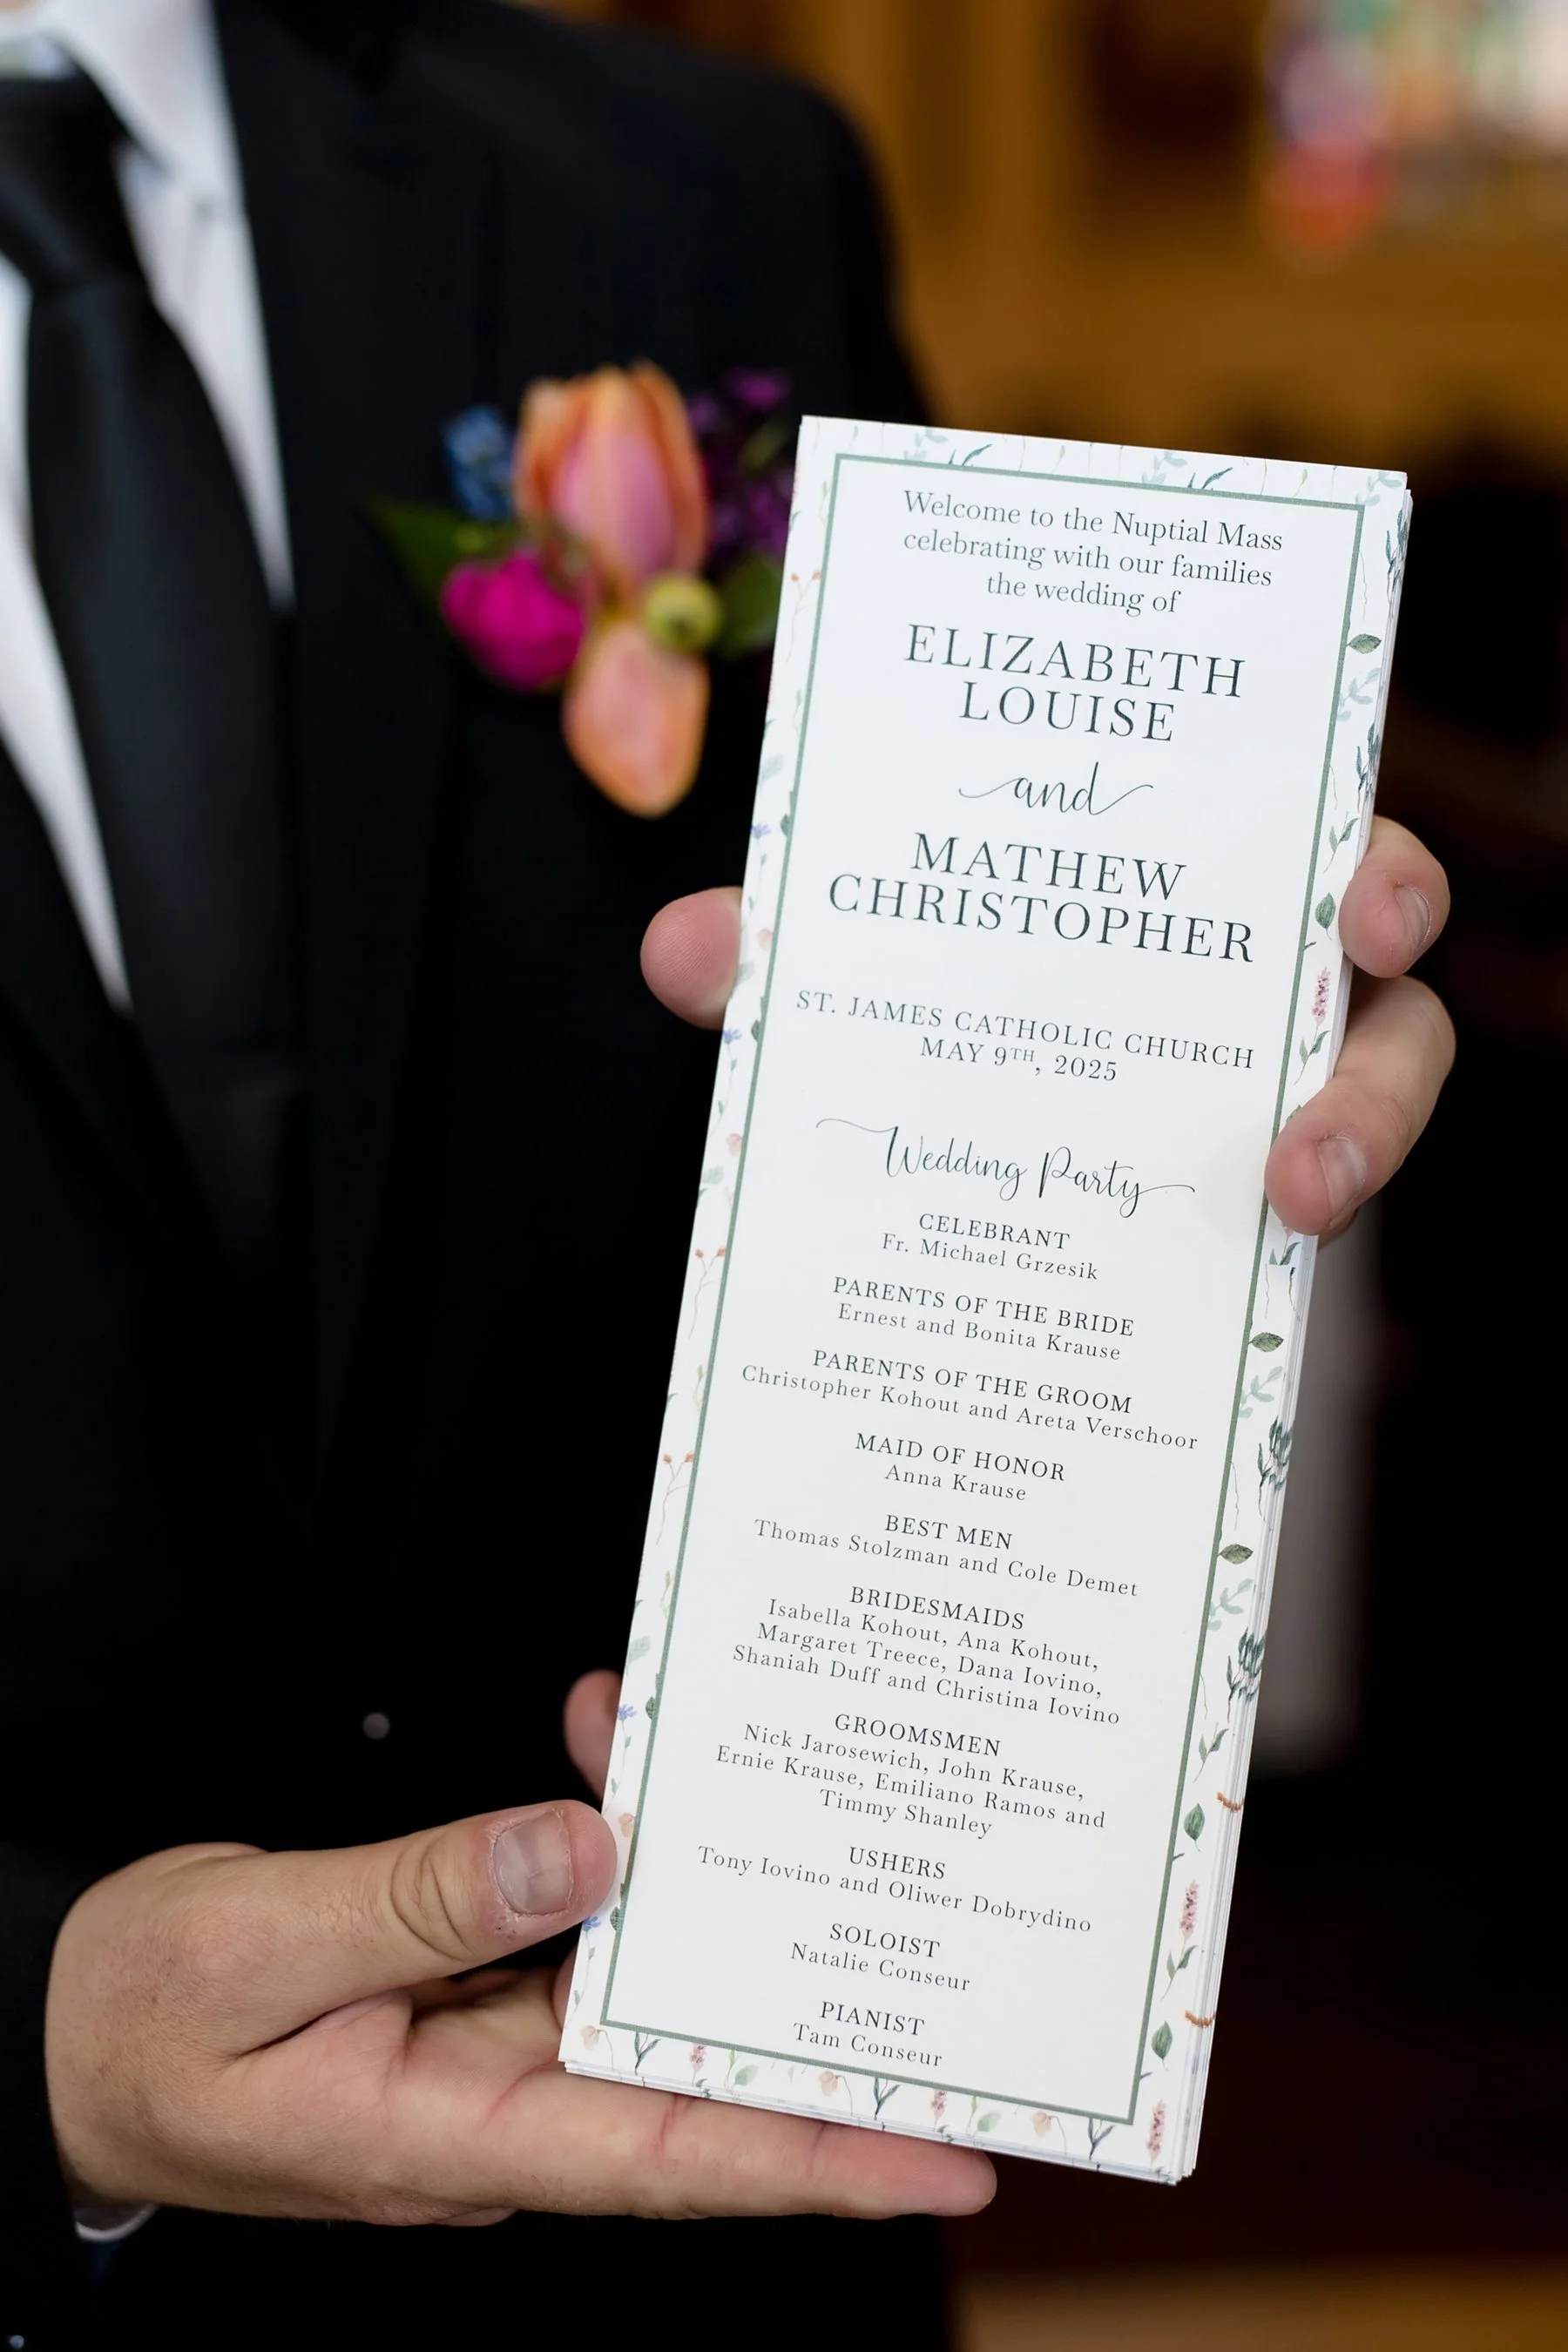 Welcome to the Nuptial Mass
celebrating with our families
the wedding of
ELIZABETH
LOUISE
and
MATHEW
CHRISTOPHER
ST. JAMES CATHOLIC CHURCH
MAY 9TH, 2025
Wedding Party
CELEBRANT
Fr. Michael Grzesik
PARENTS OF THE BRIDE
Ernest and Bonita Krause
PARENTS OF THE GROOM
Christopher Kohout and Areta Verschoor
MAID OF HONOR
Anna Krause
BEST MEN
Thomas Stolzman and Cole Demet
BRIDESMAIDS
Isabella Kohout, Ana Kohout,
Margaret Treece, Dana Iovino,
Shaniah Duff and Christina Iovino
GROOMSMEN
Nick Jarosewich, John Krause,
Ernie Krause, Emiliano Ramos and
Timmy Shanley
USHERS
Tony Iovino and Oliwer Dobrydino
SOLOIST
Natalie Conseur
PIANIST
Tam Conseur